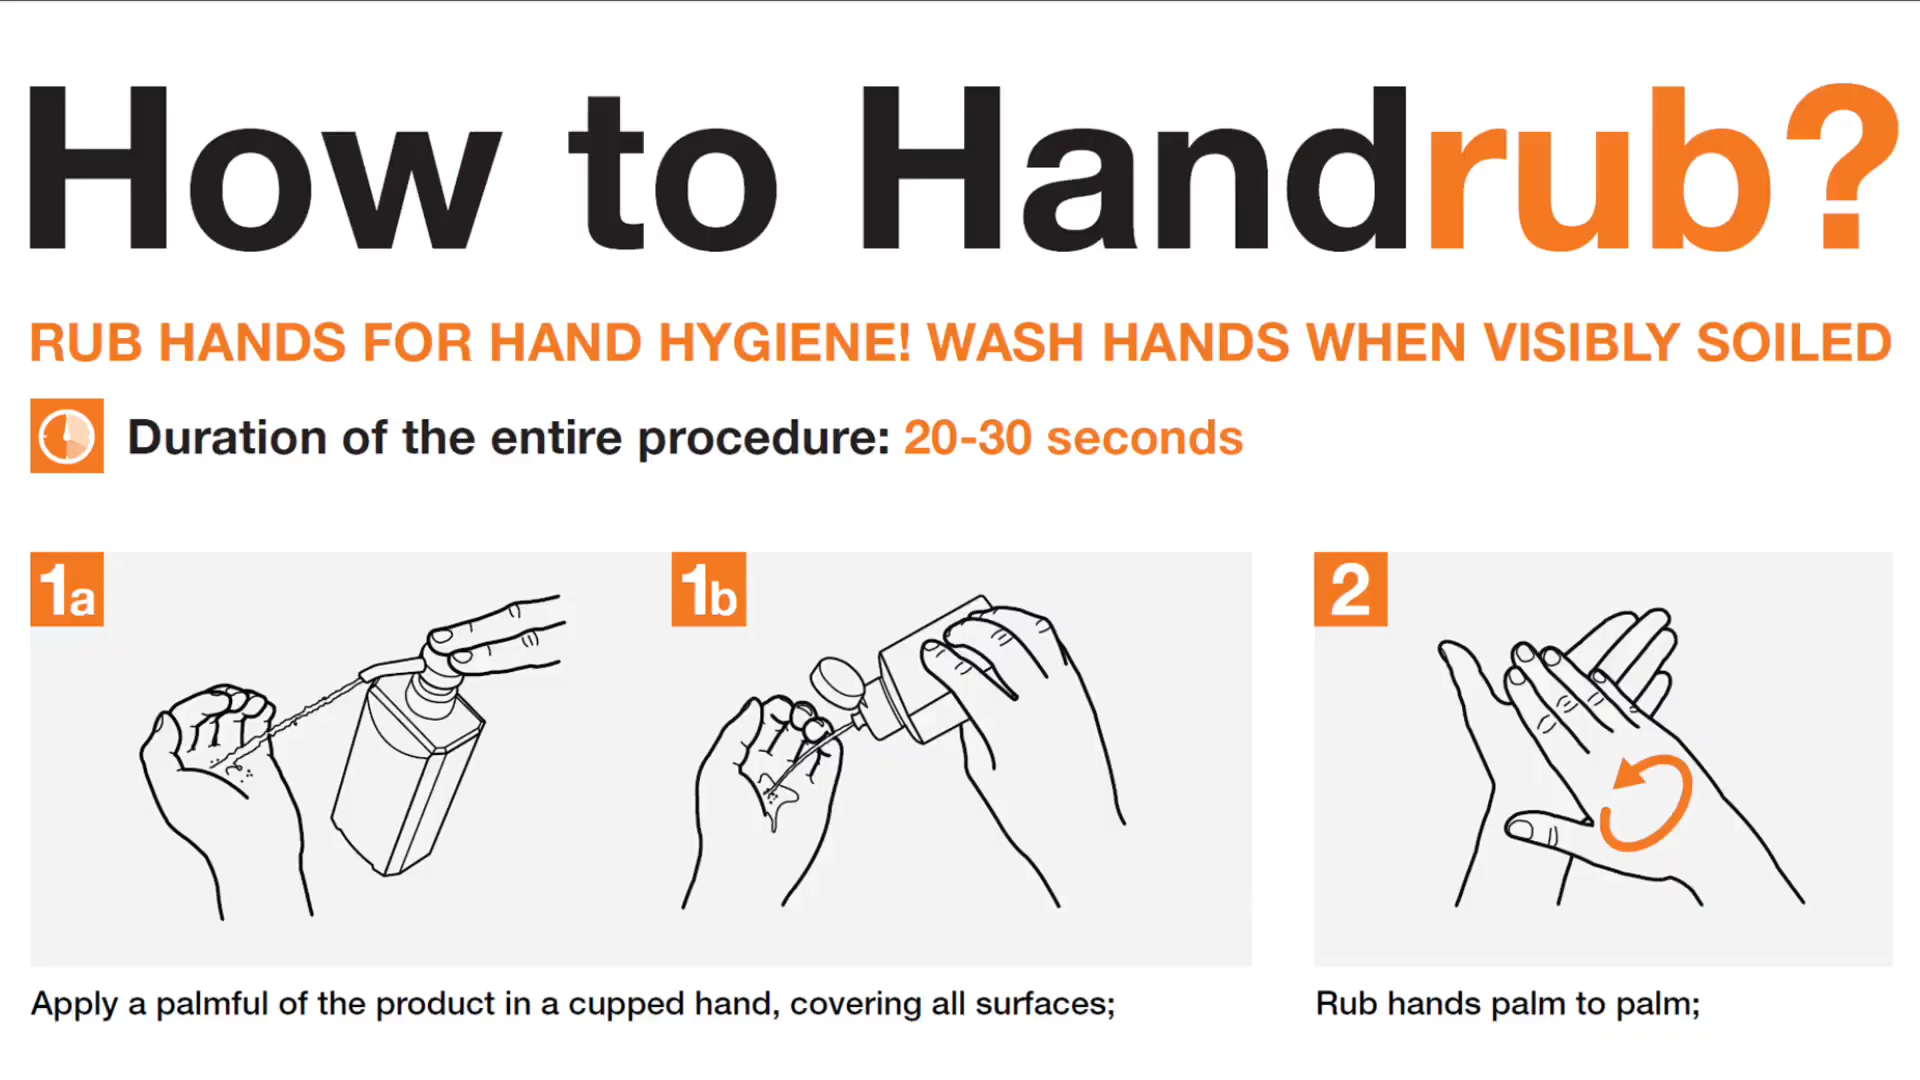 How to Handrub?
RUB HANDS FOR HAND HYGIENE! WASH HANDS WHEN VISIBLY SOILED
Duration of the entire procedure: 20-30 seconds
1a
1b
2
Apply a palmful of the product in a cupped hand, covering all surfaces;
Rub hands palm to palm;